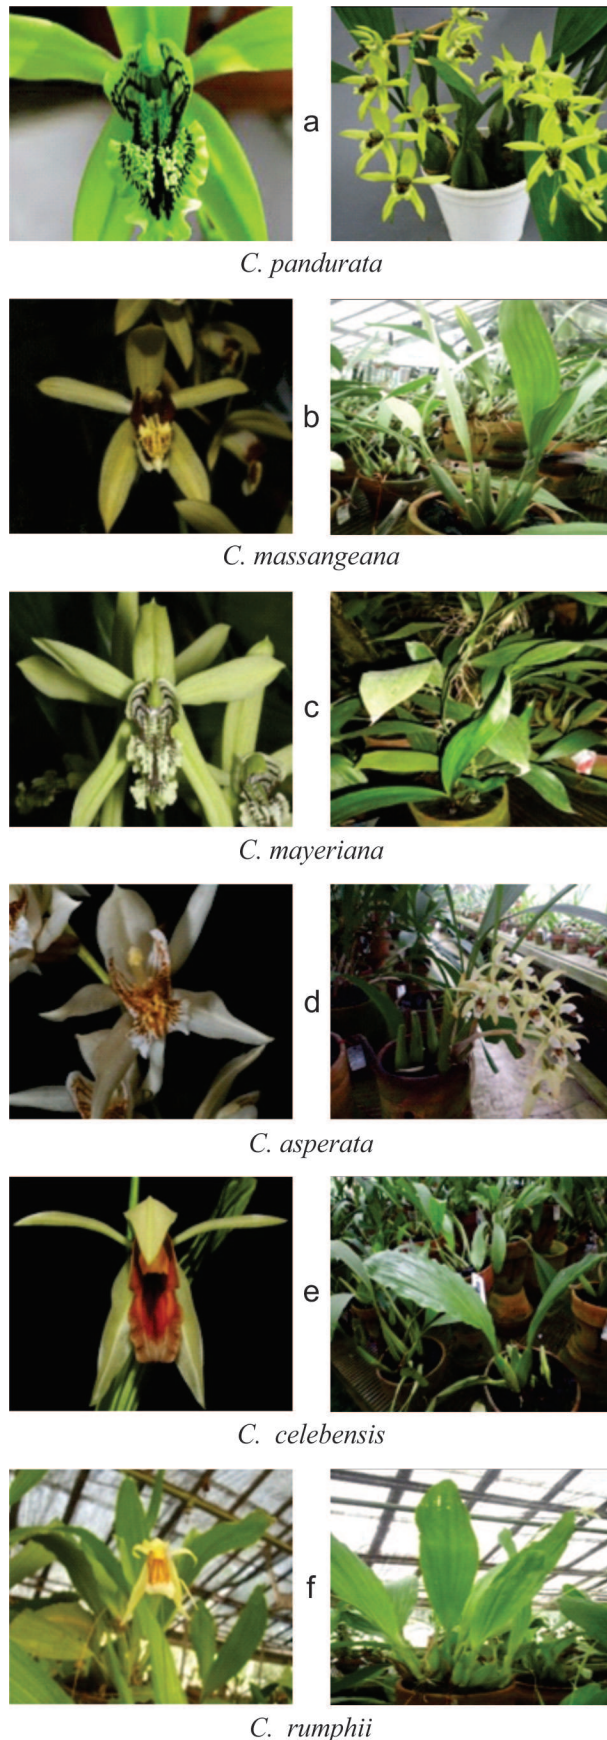 a
C. pandurata
b
C. massangeana
c
C. mayeriana
d
C. asperata
e
C. celebensis
f
C. rumphii